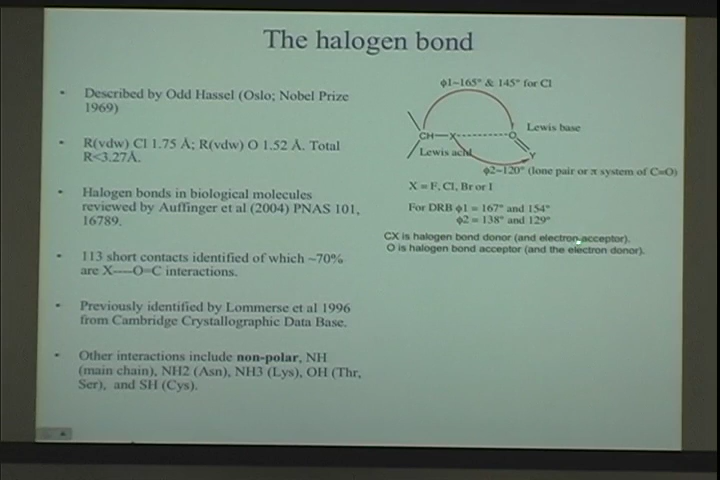 The halogen bond
Described by Odd Hassel (Oslo; Nobel Prize
1969)
R(vdw) Cl 1.75 Å; R(vdw) O 1.52 Å. Total
R<3.27Å.
Halogen bonds in biological molecules
reviewed by Auffinger et al (2004) PNAS 101,
16789.
113 short contacts identified of which ~70%
are X----O=C interactions.
Previously identified by Lommerse et al 1996
from Cambridge Crystallographic Data Base.
Other interactions include non-polar, NH
(main chain), NH2 (Asn), NH3 (Lys), OH (Thr,
Ser), and SH (Cys).
ϕ1~165° & 145° for Cl
Lewis base
CH—X--------O
Lewis acid
Y
ϕ2~120° (lone pair or π system of C=O)
X = F, Cl, Br or I
For DRB ϕ1 = 167° and 154°
ϕ2 = 138° and 129°
CX is halogen bond donor (and electron acceptor).
O is halogen bond acceptor (and the electron donor).